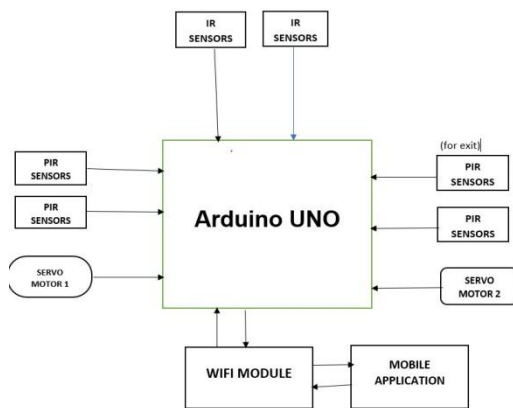 IR
SENSORS
IR
SENSORS
(for exit)
PIR
SENSORS
PIR
SENSORS
PIR
SENSORS
PIR
SENSORS
Arduino UNO
SERVO
MOTOR 1
SERVO
MOTOR 2
WIFI MODULE
MOBILE
APPLICATION